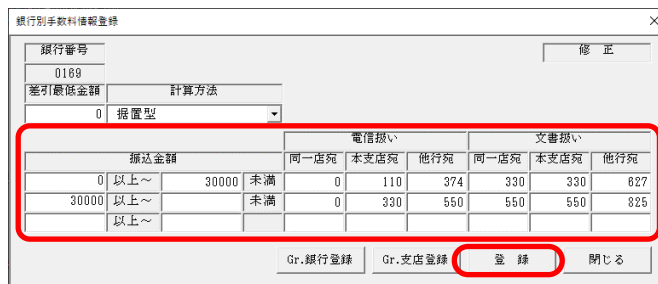 銀行別手数料情報登録
銀行番号 修 正
0169
差引最低金額 計算方法
0 据置型
電信扱い 文書扱い
振込金額 同一店宛 本支店宛 他行宛 同一店宛 本支店宛 他行宛
0 以上～ 30000 未満 0 110 374 330 330 627
30000 以上～ 未満 0 330 550 550 550 825
以上～
Gr.銀行登録 Gr.支店登録 登 録 閉じる